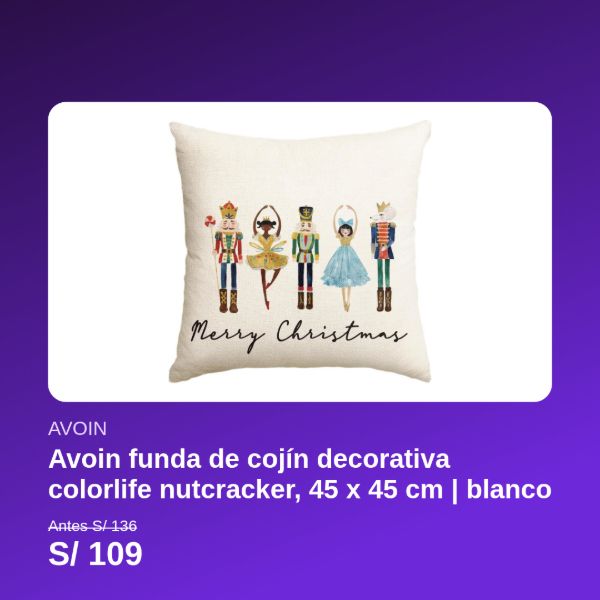 Merry Christmas
AVOIN
Avoin funda de cojín decorativa
colorlife nutcracker, 45 x 45 cm | blanco
Antes S/ 136
S/ 109